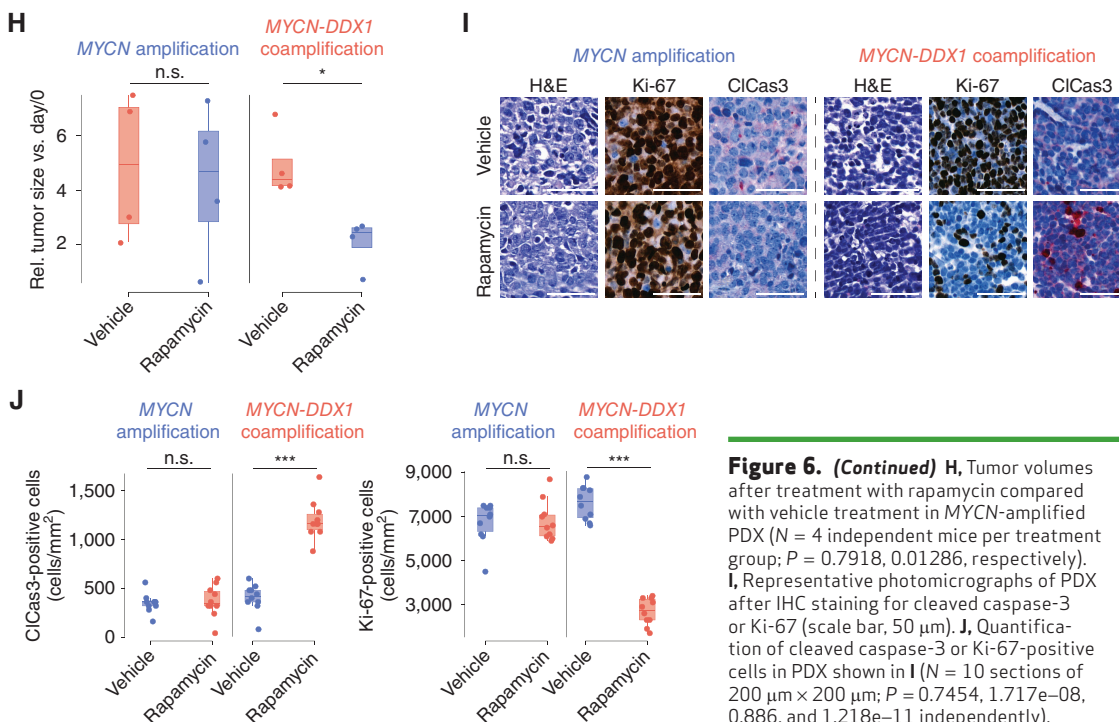 H
MYCN amplification
MYCN-DDX1
coamplification
n.s.
*
Rel. tumor size vs. day/0
6
4
2
Vehicle
Rapamycin
Vehicle
Rapamycin
I
MYCN amplification
MYCN-DDX1 coamplification
H&E
Ki-67
ClCas3
H&E
Ki-67
ClCas3
Vehicle
Rapamycin
J
MYCN
amplification
MYCN-DDX1
coamplification
n.s.
***
ClCas3-positive cells
(cells/mm²)
1,500
1,000
500
0
Vehicle
Rapamycin
Vehicle
Rapamycin
MYCN
amplification
MYCN-DDX1
coamplification
n.s.
***
Ki-67-positive cells
(cells/mm²)
9,000
7,000
5,000
3,000
Vehicle
Rapamycin
Vehicle
Rapamycin
Figure 6. (Continued) H, Tumor volumes
after treatment with rapamycin compared
with vehicle treatment in MYCN-amplified
PDX (N = 4 independent mice per treatment
group; P = 0.7918, 0.01286, respectively).
I, Representative photomicrographs of PDX
after IHC staining for cleaved caspase-3
or Ki-67 (scale bar, 50 μm). J, Quantifica-
tion of cleaved caspase-3 or Ki-67-positive
cells in PDX shown in I (N = 10 sections of
200 μm × 200 μm; P = 0.7454, 1.717e–08,
0.886, and 1.218e–11 independently).